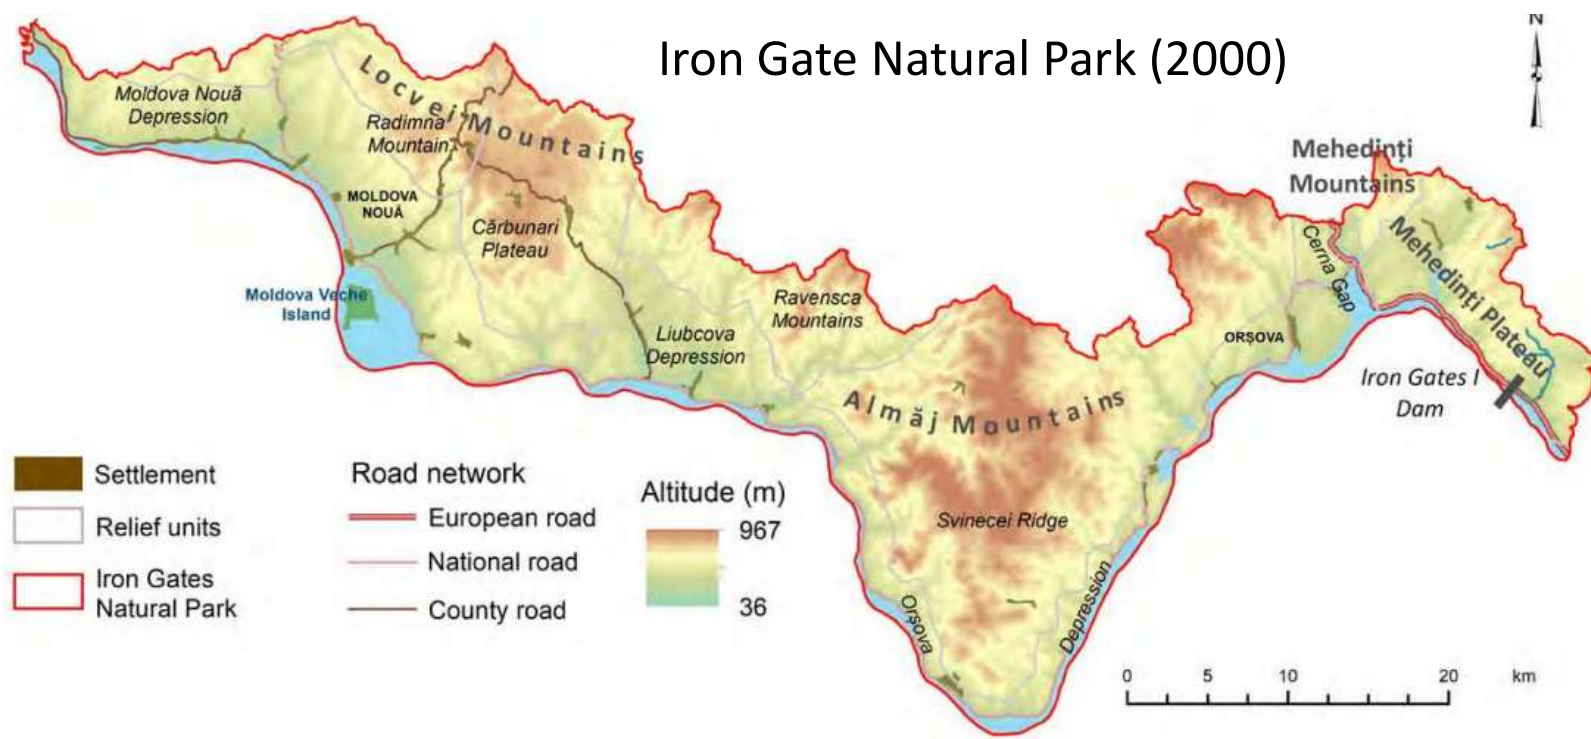 Iron Gate Natural Park (2000)
N
Locvei Mountains
Moldova Nouă
Depression
Radimna
Mountain
MOLDOVA
NOUĂ
Cărbunari
Plateau
Moldova Veche
Island
Liubcova
Depression
Ravensca
Mountains
Almăj Mountains
Svinecei Ridge
Orșova
Depression
Mehedinți
Mountains
Cerna Gap
Mehedinți Plateau
ORȘOVA
Iron Gates I
Dam
Settlement
Relief units
Iron Gates
Natural Park
Road network
European road
National road
County road
Altitude (m)
967
36
0 5 10 20 km